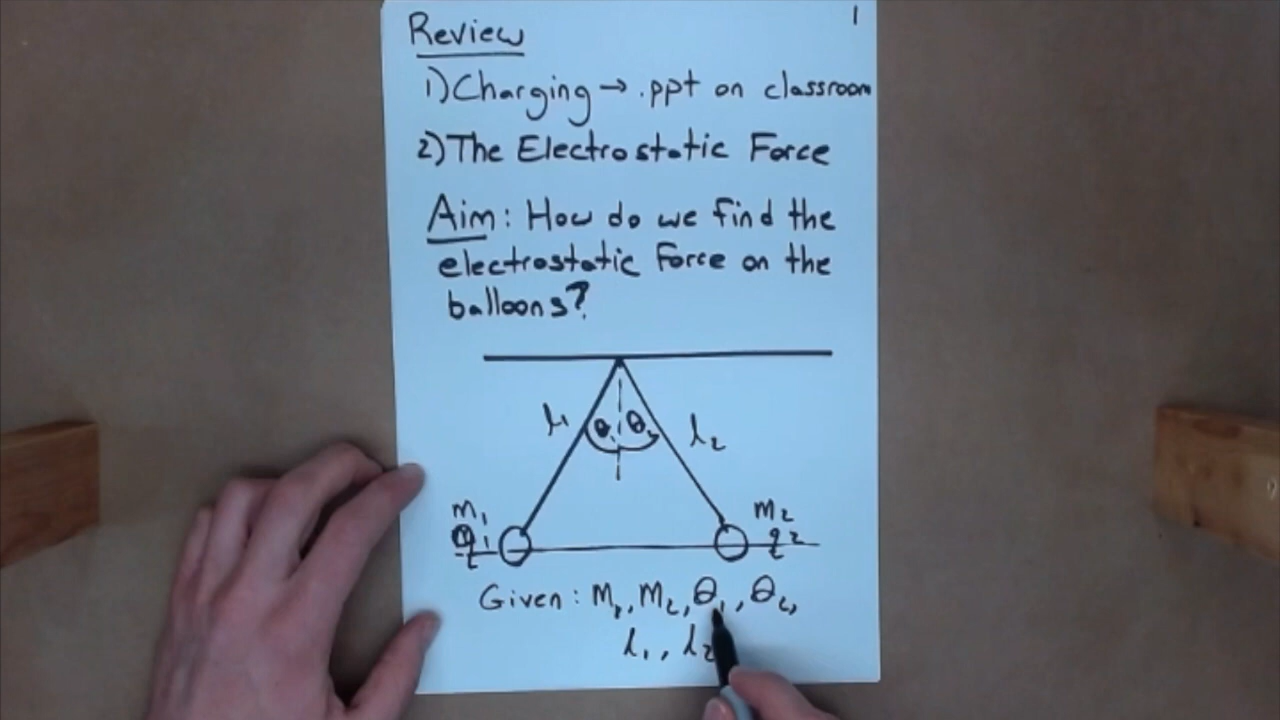 1
Review
1) Charging → .ppt on classroom
2) The Electrostatic Force
Aim: How do we find the
electrostatic Force on the
balloons?
l₁ θ₁ θ₂ l₂
m₁ m₂
q₁ q₂
Given: m₁, m₂, θ₁, θ₂,
l₁, l₂